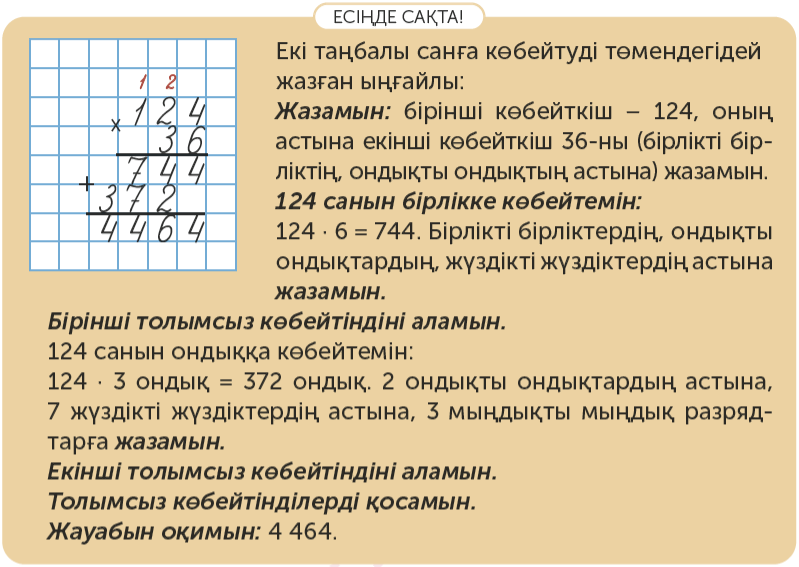 ЕСІҢДЕ САҚТА!
1 2
124
×
36
744
+
372
4464
Екі таңбалы санға көбейтуді төмендегідей
жазған ыңғайлы:
Жазамын: бірінші көбейткіш – 124, оның
астына екінші көбейткіш 36-ны (бірлікті бір-
ліктің, ондықты ондықтың астына) жазамын.
124 санын бірлікке көбейтемін:
124 · 6 = 744. Бірлікті бірліктердің, ондықты
ондықтардың, жүздікті жүздіктердің астына
жазамын.
Бірінші толымсыз көбейтіндіні аламын.
124 санын ондыққа көбейтемін:
124 · 3 ондық = 372 ондық. 2 ондықты ондықтардың астына,
7 жүздікті жүздіктердің астына, 3 мыңдықты мыңдық разряд-
тарға жазамын.
Екінші толымсыз көбейтіндіні аламын.
Толымсыз көбейтінділерді қосамын.
Жауабын оқимын: 4 464.